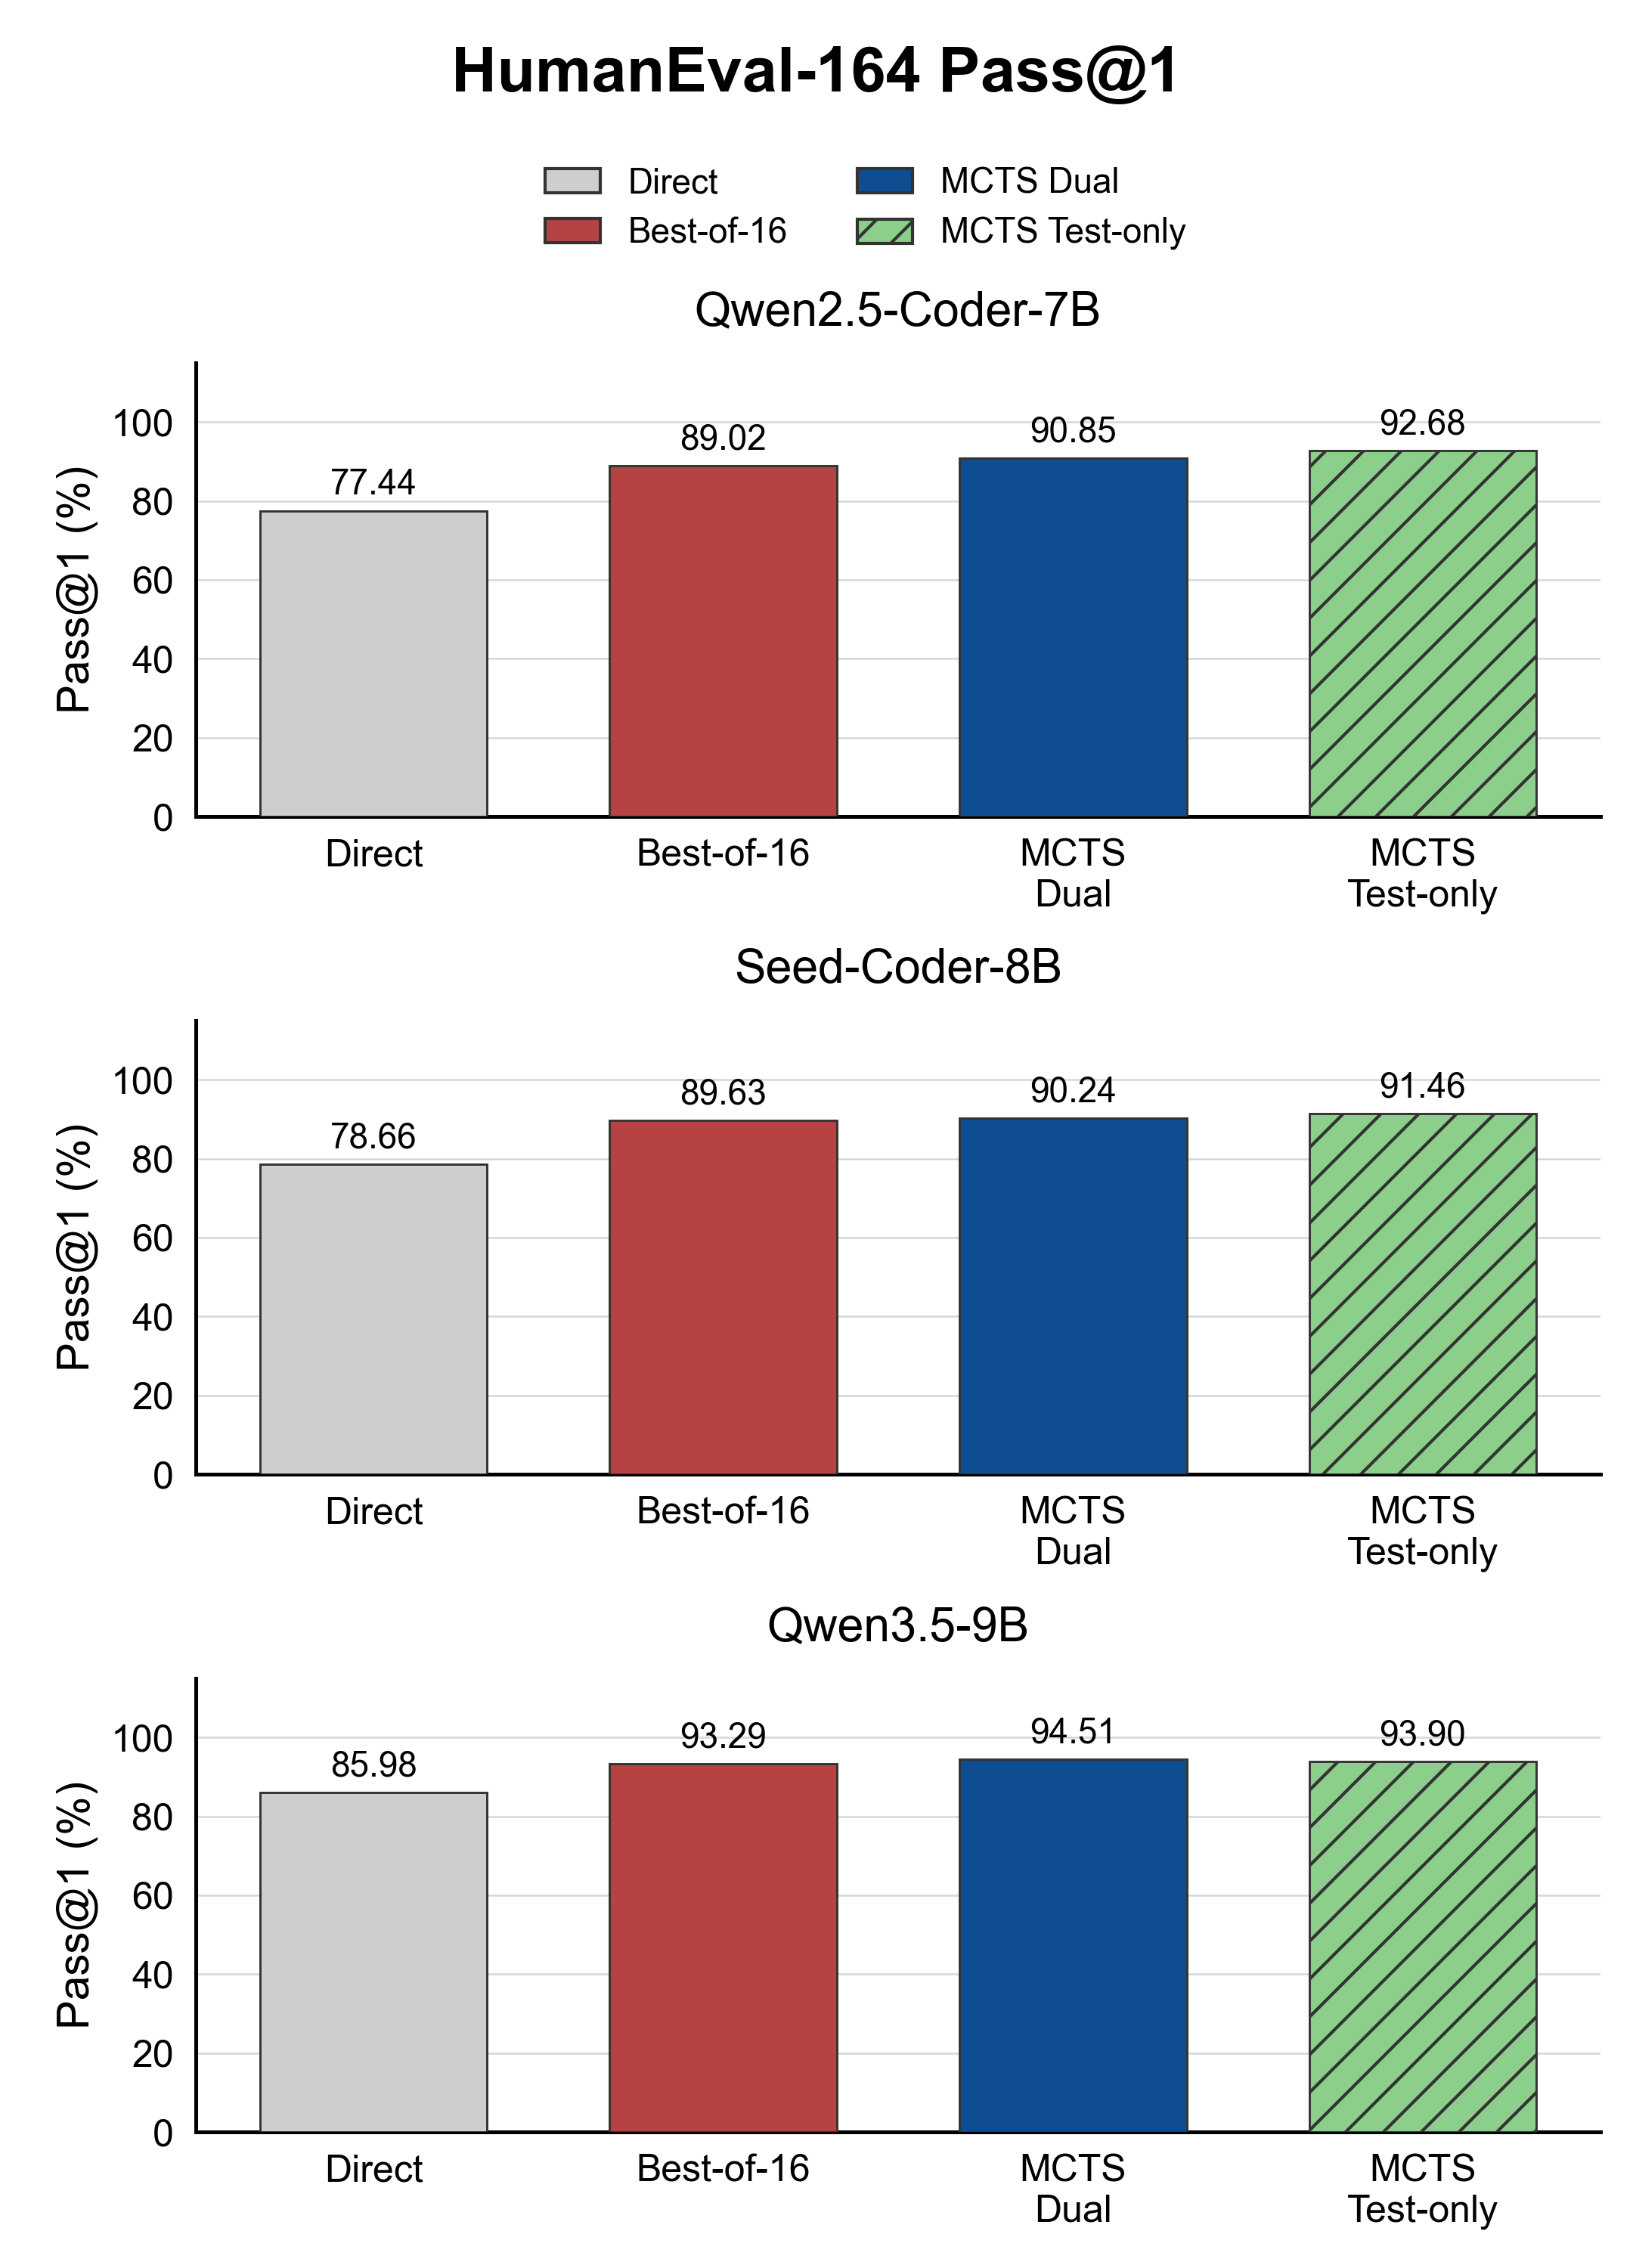 HumanEval-164 Pass@1
Direct
MCTS Dual
Best-of-16
MCTS Test-only
Qwen2.5-Coder-7B
Pass@1 (%)
100
80
60
40
20
0
77.44
89.02
90.85
92.68
Direct
Best-of-16
MCTS
Dual
MCTS
Test-only
Seed-Coder-8B
Pass@1 (%)
100
80
60
40
20
0
78.66
89.63
90.24
91.46
Direct
Best-of-16
MCTS
Dual
MCTS
Test-only
Qwen3.5-9B
Pass@1 (%)
100
80
60
40
20
0
85.98
93.29
94.51
93.90
Direct
Best-of-16
MCTS
Dual
MCTS
Test-only